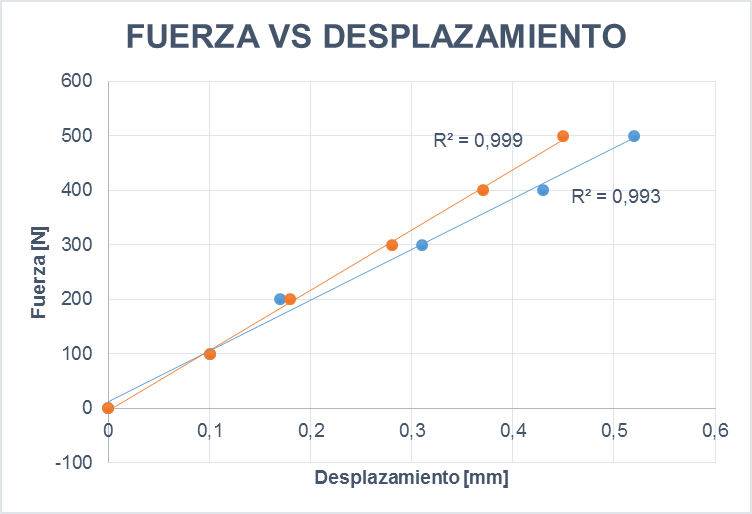 FUERZA VS DESPLAZAMIENTO
600
500
400
300
200
100
0
-100
Fuerza [N]
R² = 0,999
R² = 0,993
0 0,1 0,2 0,3 0,4 0,5 0,6
Desplazamiento [mm]